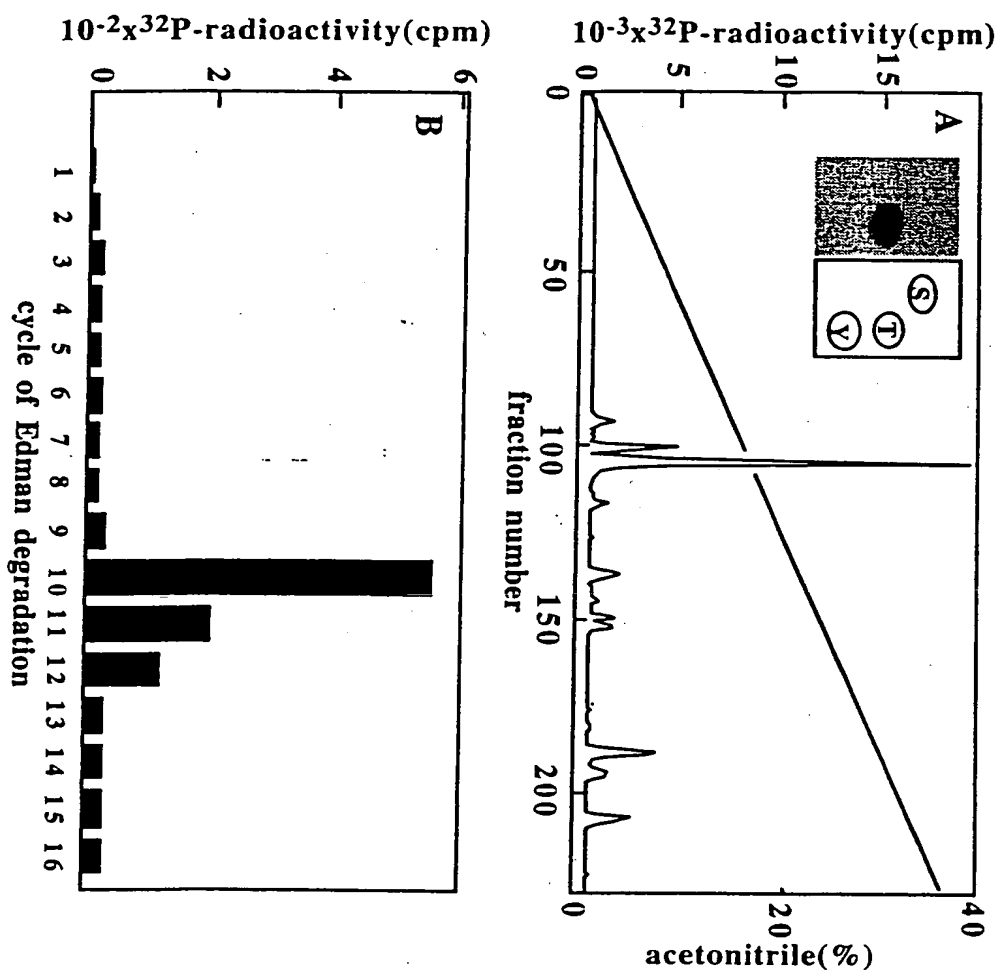 A
10-3x32P-radioactivity(cpm)
0 5 10 15
S
T
Y
0 50 100 150 200
fraction number
0 20 40
acetonitrile(%)
B
10-2x32P-radioactivity(cpm)
0 2 4 6
1 2 3 4 5 6 7 8 9 10 11 12 13 14 15 16
cycle of Edman degradation